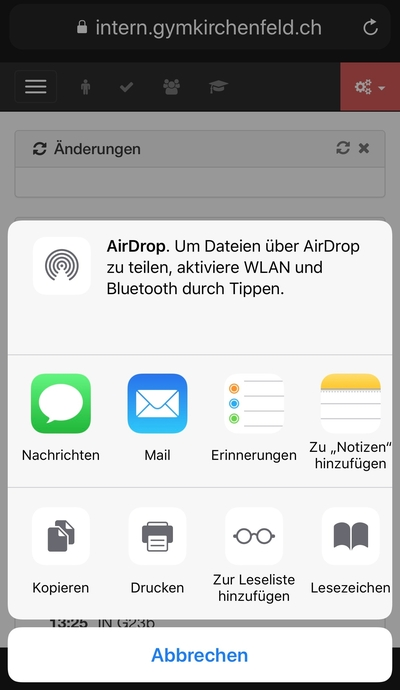 intern.gymkirchenfeld.ch
Änderungen
AirDrop. Um Dateien über AirDrop
zu teilen, aktiviere WLAN und
Bluetooth durch Tippen.
Nachrichten
Mail
Erinnerungen
Zu „Notizen“
hinzufügen
Kopieren
Drucken
Zur Leseliste
hinzufügen
Lesezeichen
13:25 IN G23b
Abbrechen